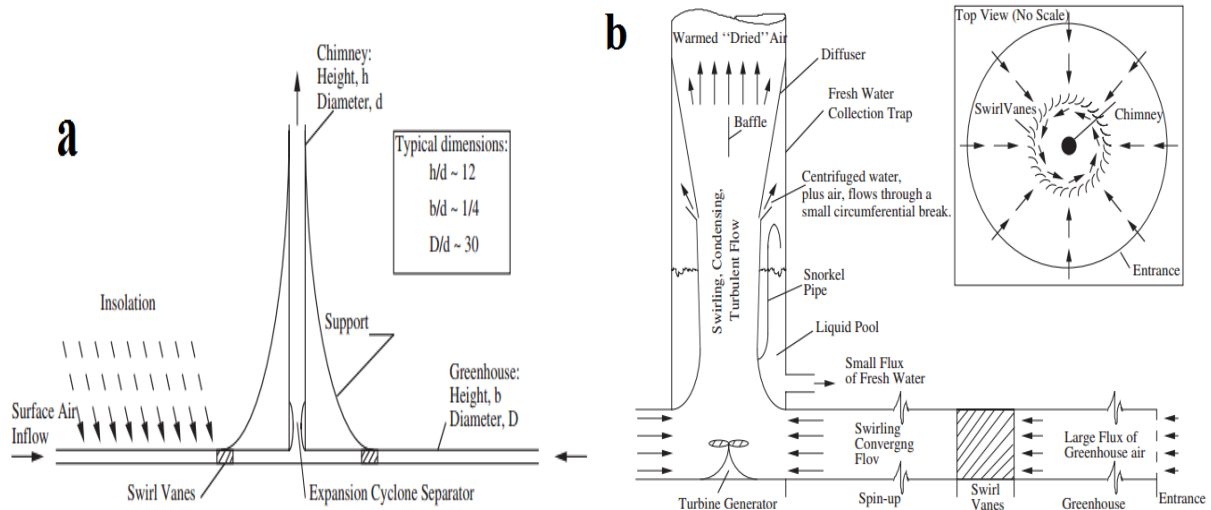 a
Chimney:
Height, h
Diameter, d
Typical dimensions:
h/d ~ 12
b/d ~ 1/4
D/d ~ 30
Insolation
Support
Greenhouse:
Height, b
Diameter, D
Surface Air
Inflow
Swirl Vanes
Expansion Cyclone Separator
b
Warmed “Dried” Air
Diffuser
Fresh Water
Collection Trap
Baffle
Centrifuged water,
plus air, flows through a
small circumferential break.
Swirling, Condensing,
Turbulent Flow
Snorkel
Pipe
Liquid Pool
Small Flux
of Fresh Water
Swirling
Convergng
Flov
Large Flux of
Greenhouse air
Turbine Generator
Spin-up
Swirl
Vanes
Greenhouse
Entrance
Top View (No Scale)
SwirlVanes
Chimney
Entrance